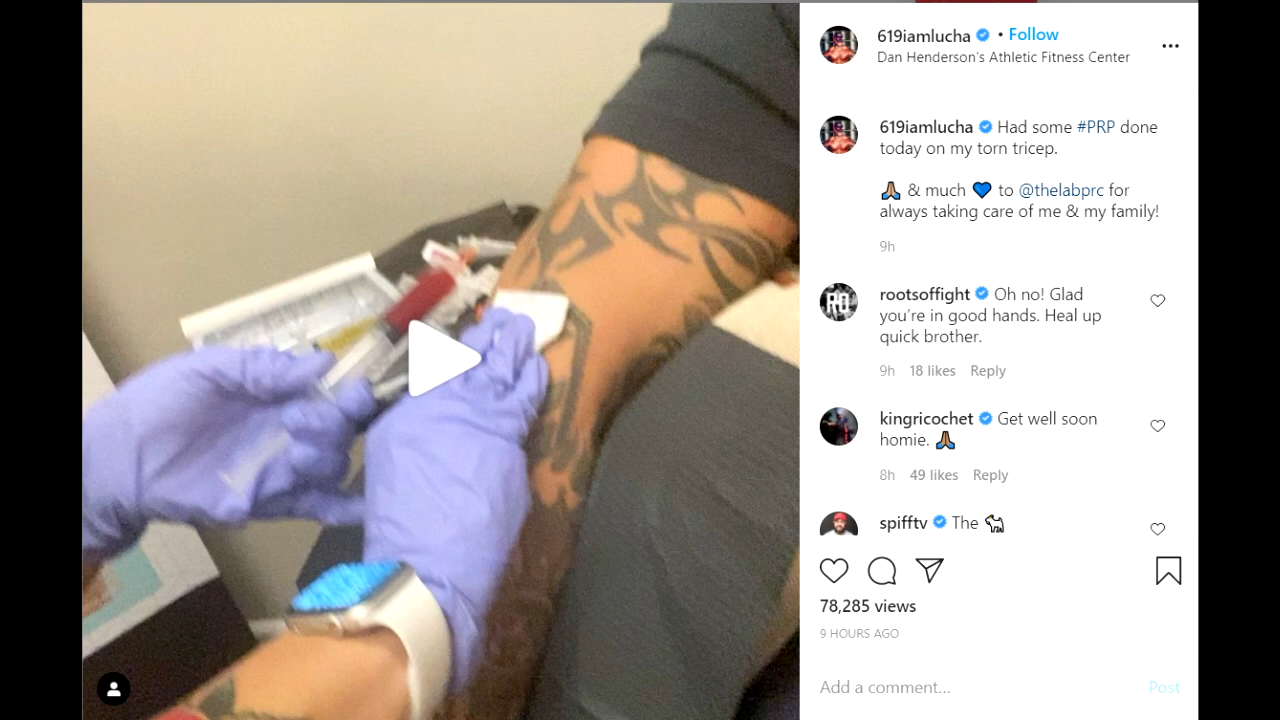 619iamlucha • Follow
Dan Henderson's Athletic Fitness Center
619iamlucha Had some #PRP done
today on my torn tricep.
🙏🏽 & much 💙 to @thelabprc for
always taking care of me & my family!
9h
rootsoffight Oh no! Glad
you're in good hands. Heal up
quick brother.
9h 18 likes Reply
kingricochet Get well soon
homie. 🙏🏽
8h 49 likes Reply
spifftv The 🐐
78,285 views
9 HOURS AGO
Add a comment... Post